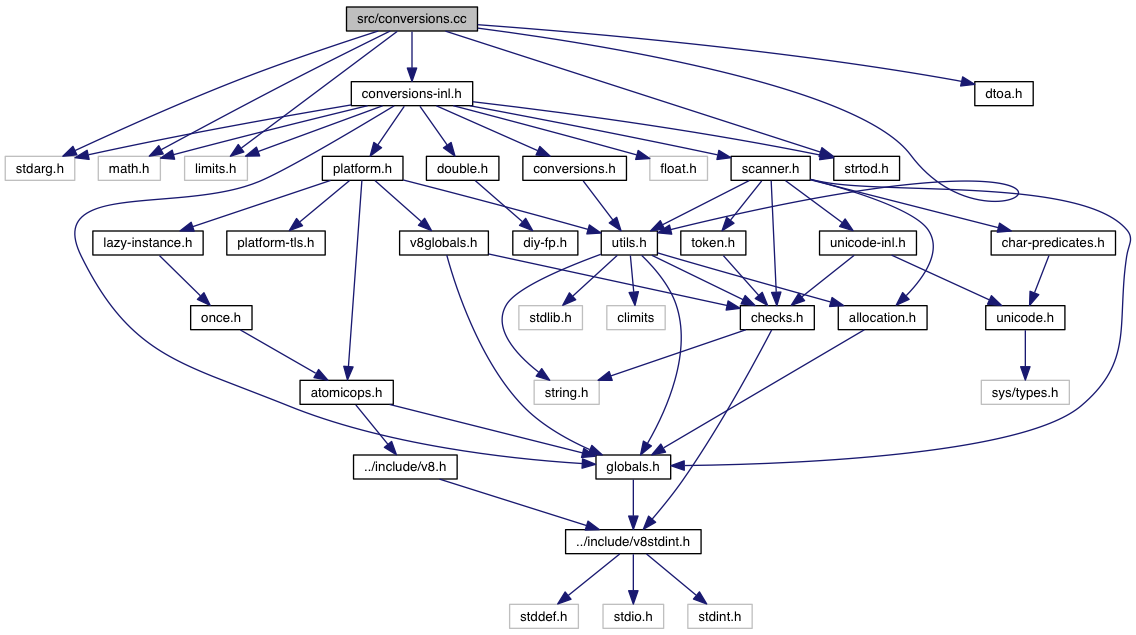 src/conversions.cc
conversions-inl.h
dtoa.h
stdarg.h
math.h
limits.h
platform.h
double.h
conversions.h
float.h
scanner.h
strtod.h
lazy-instance.h
platform-tls.h
v8globals.h
diy-fp.h
utils.h
token.h
unicode-inl.h
char-predicates.h
once.h
stdlib.h
climits
checks.h
allocation.h
unicode.h
atomicops.h
string.h
sys/types.h
../include/v8.h
globals.h
../include/v8stdint.h
stddef.h
stdio.h
stdint.h